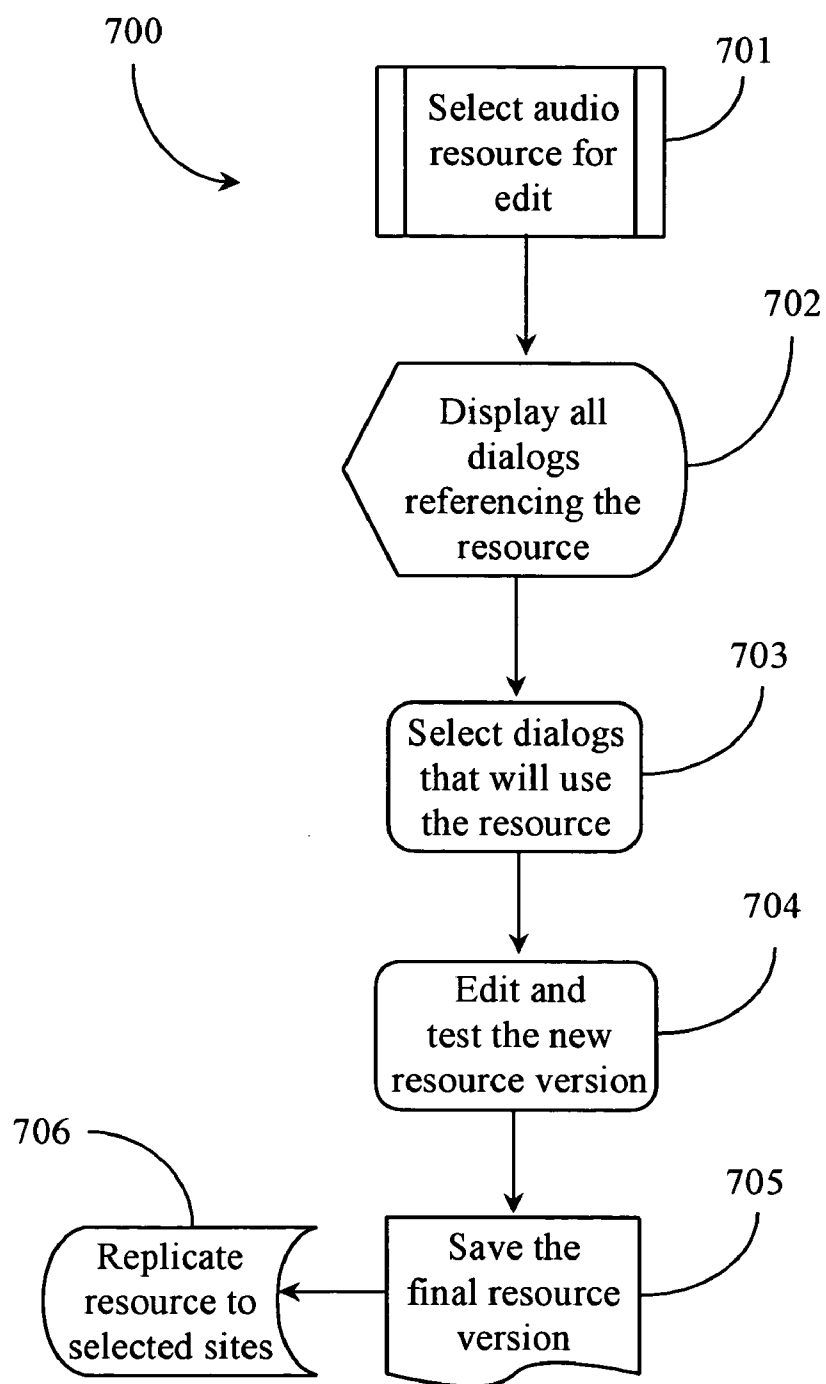 700
701
Select audio
resource for
edit
702
Display all
dialogs
referencing the
resource
703
Select dialogs
that will use
the resource
704
Edit and
test the new
resource version
705
Save the
final resource
version
706
Replicate
resource to
selected sites